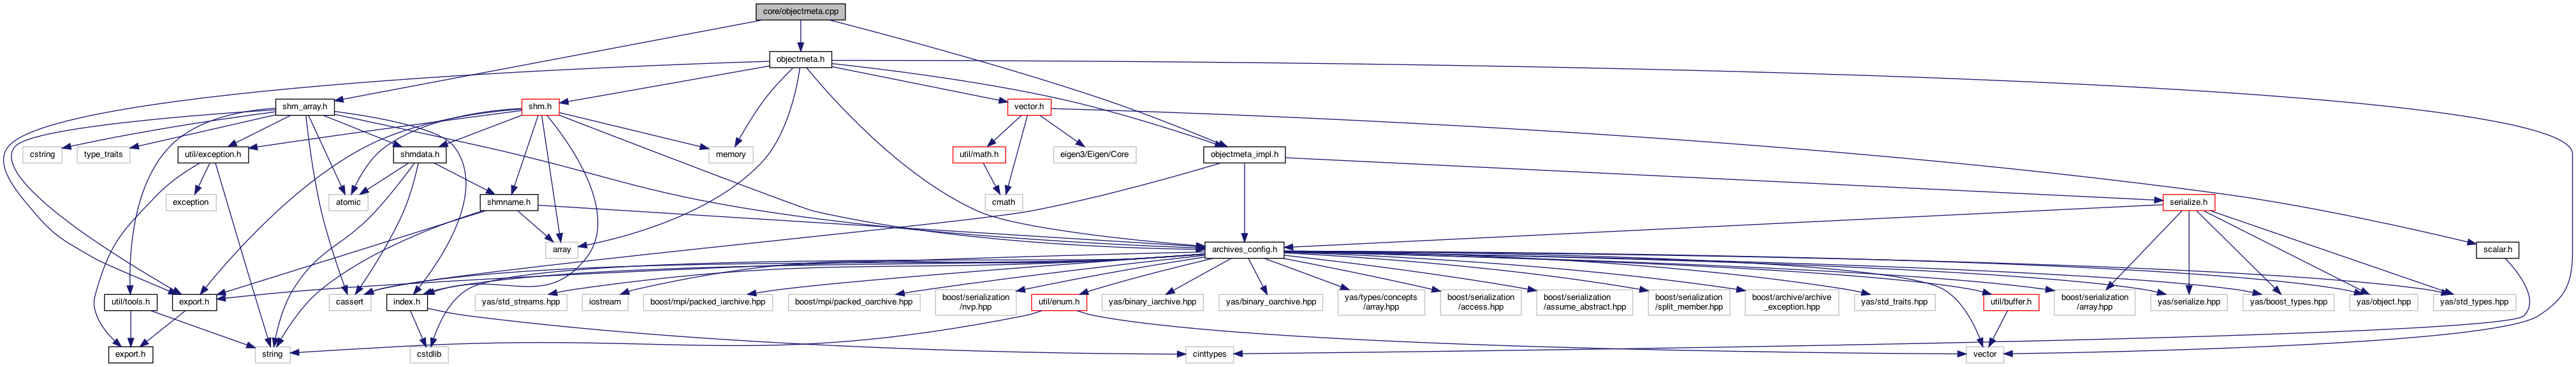 core/objectmeta.cpp
objectmeta.h
shm_array.h
shm.h
vector.h
cstring
type_traits
util/exception.h
shmdata.h
memory
util/math.h
eigen3/Eigen/Core
objectmeta_impl.h
exception
atomic
shmname.h
cmath
serialize.h
array
archives_config.h
scalar.h
util/tools.h
export.h
cassert
index.h
yas/std_streams.hpp
iostream
boost/mpi/packed_iarchive.hpp
boost/mpi/packed_oarchive.hpp
boost/serialization
/nvp.hpp
util/enum.h
yas/binary_iarchive.hpp
yas/binary_oarchive.hpp
yas/types/concepts
/array.hpp
boost/serialization
/access.hpp
boost/serialization
/assume_abstract.hpp
boost/serialization
/split_member.hpp
boost/archive/archive
_exception.hpp
yas/std_traits.hpp
util/buffer.h
boost/serialization
/array.hpp
yas/serialize.hpp
yas/boost_types.hpp
yas/object.hpp
yas/std_types.hpp
export.h
string
cstdlib
cinttypes
vector